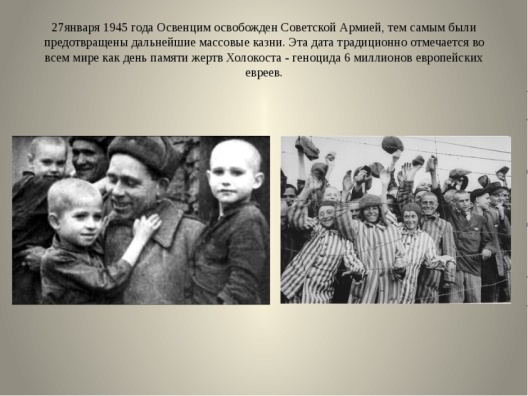 27января 1945 года Освенцим освобожден Советской Армией, тем самым были
предотвращены дальнейшие массовые казни. Эта дата традиционно отмечается во
всем мире как день памяти жертв Холокоста - геноцида 6 миллионов европейских
евреев.